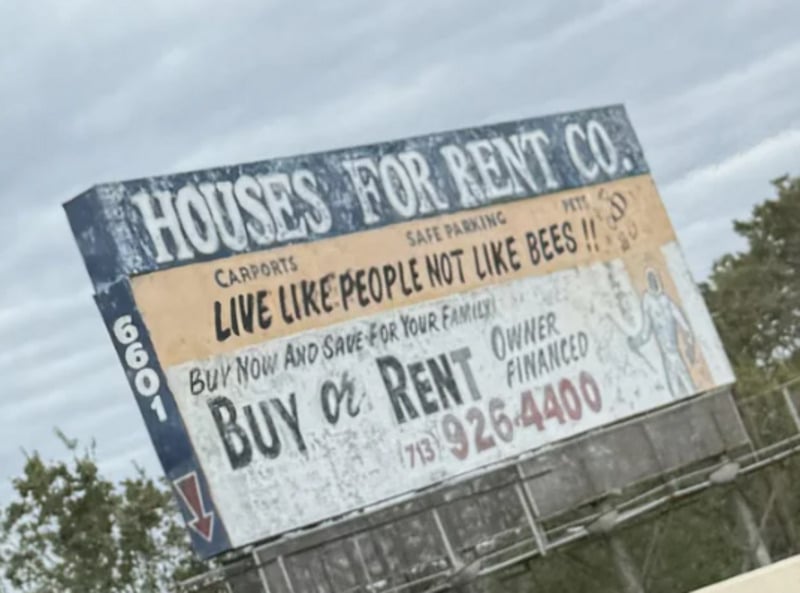 HOUSES FOR RENT CO.
CARPORTS SAFE PARKING PETS
LIVE LIKE PEOPLE NOT LIKE BEES !!
BUY NOW AND SAVE FOR YOUR FAMILY!
BUY or RENT OWNER FINANCED
(713) 926-4400
6601